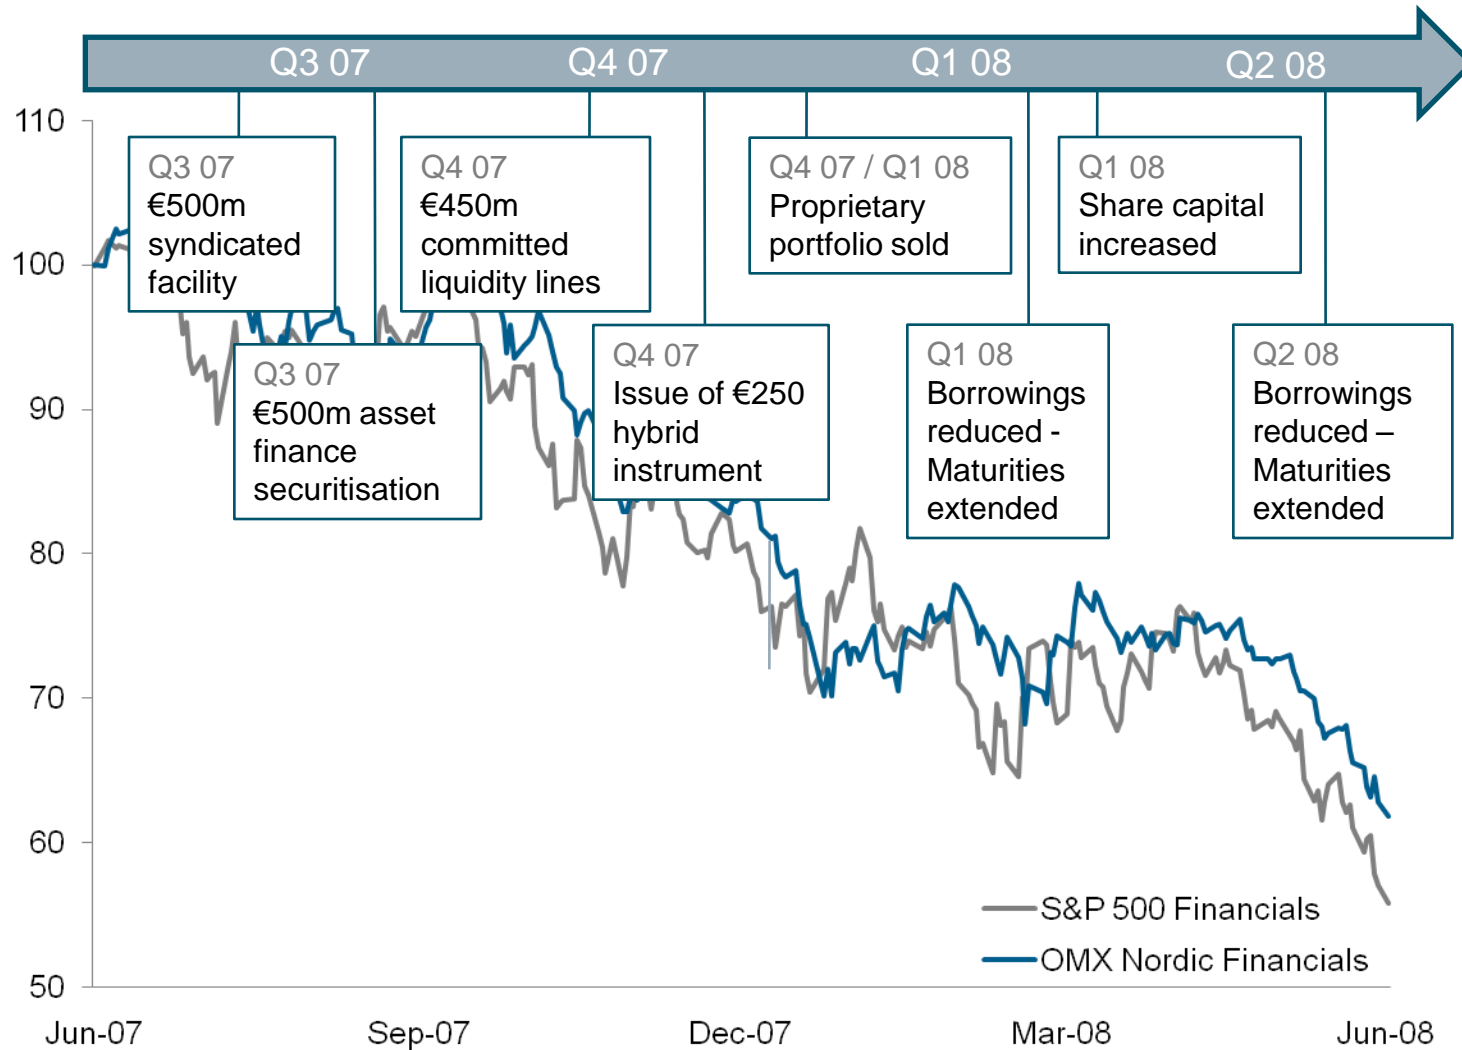 Q3 07 Q4 07 Q1 08 Q2 08
110
100
90
80
70
60
50
Q3 07
€500m
syndicated
facility
Q3 07
€500m asset
finance
securitisation
Q4 07
€450m
committed
liquidity lines
Q4 07
Issue of €250
hybrid
instrument
Q4 07 / Q1 08
Proprietary
portfolio sold
Q1 08
Borrowings
reduced -
Maturities
extended
Q1 08
Share capital
increased
Q2 08
Borrowings
reduced –
Maturities
extended
S&P 500 Financials
OMX Nordic Financials
Jun-07 Sep-07 Dec-07 Mar-08 Jun-08